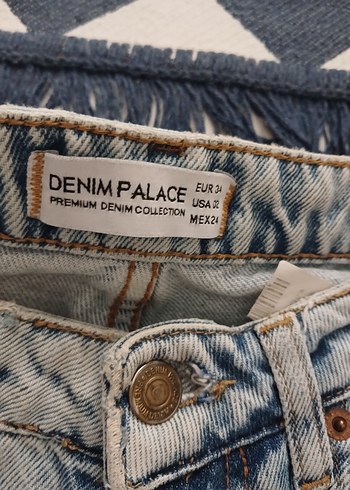 DENIM PALACE
PREMIUM DENIM COLLECTION
EUR 34
USA 02
MEX 24